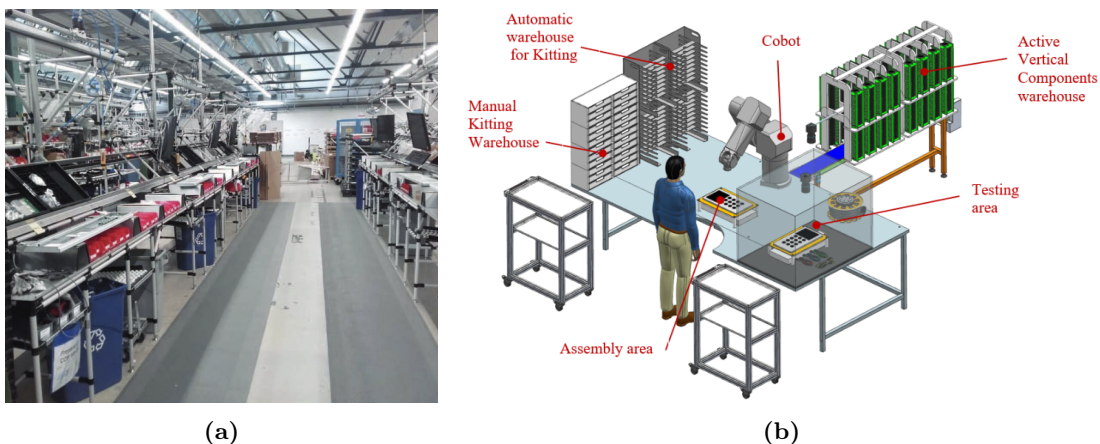 Automatic
warehouse
for Kitting
Cobot
Active
Vertical
Components
warehouse
Manual
Kitting
Warehouse
Testing
area
Assembly area
(a)
(b)